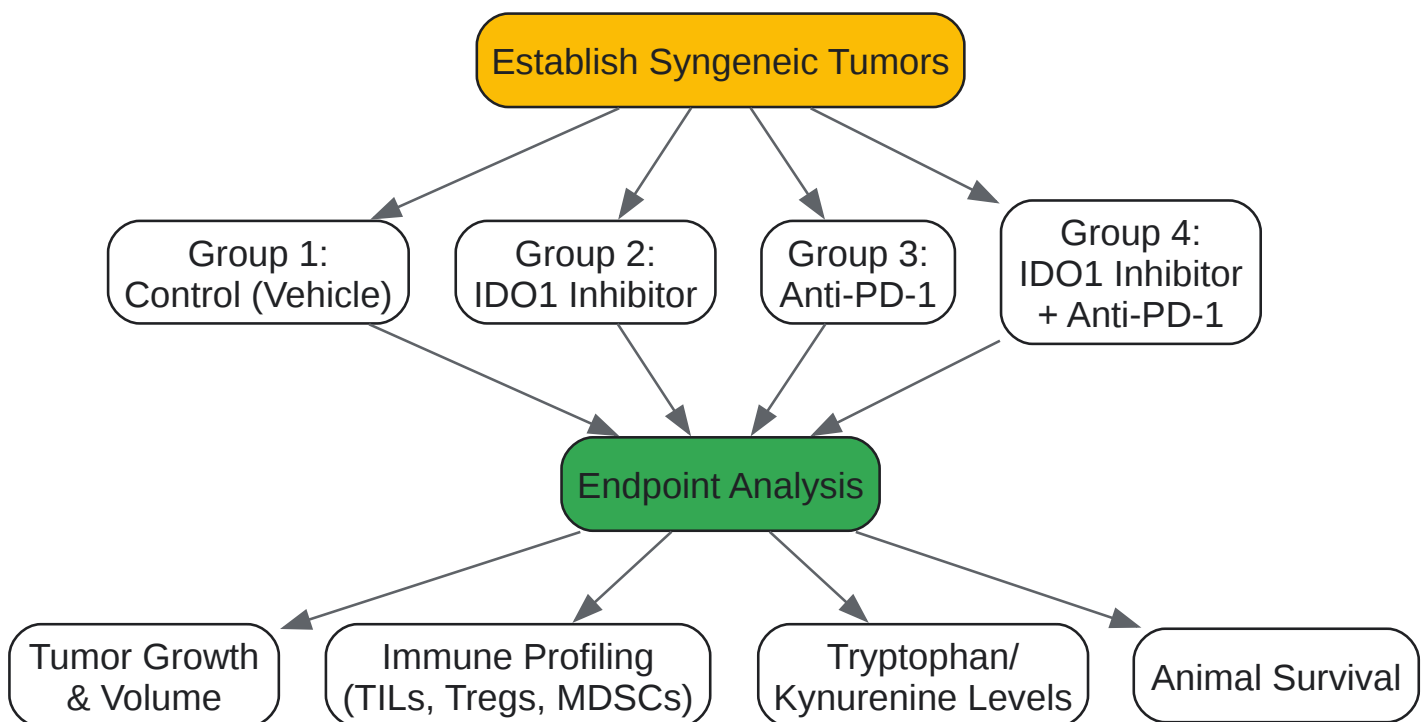 Establish Syngeneic Tumors
Group 1:
Control (Vehicle)
Group 2:
IDO1 Inhibitor
Group 3:
Anti-PD-1
Group 4:
IDO1 Inhibitor
+ Anti-PD-1
Endpoint Analysis
Tumor Growth
& Volume
Immune Profiling
(TILs, Tregs, MDSCs)
Tryptophan/
Kynurenine Levels
Animal Survival